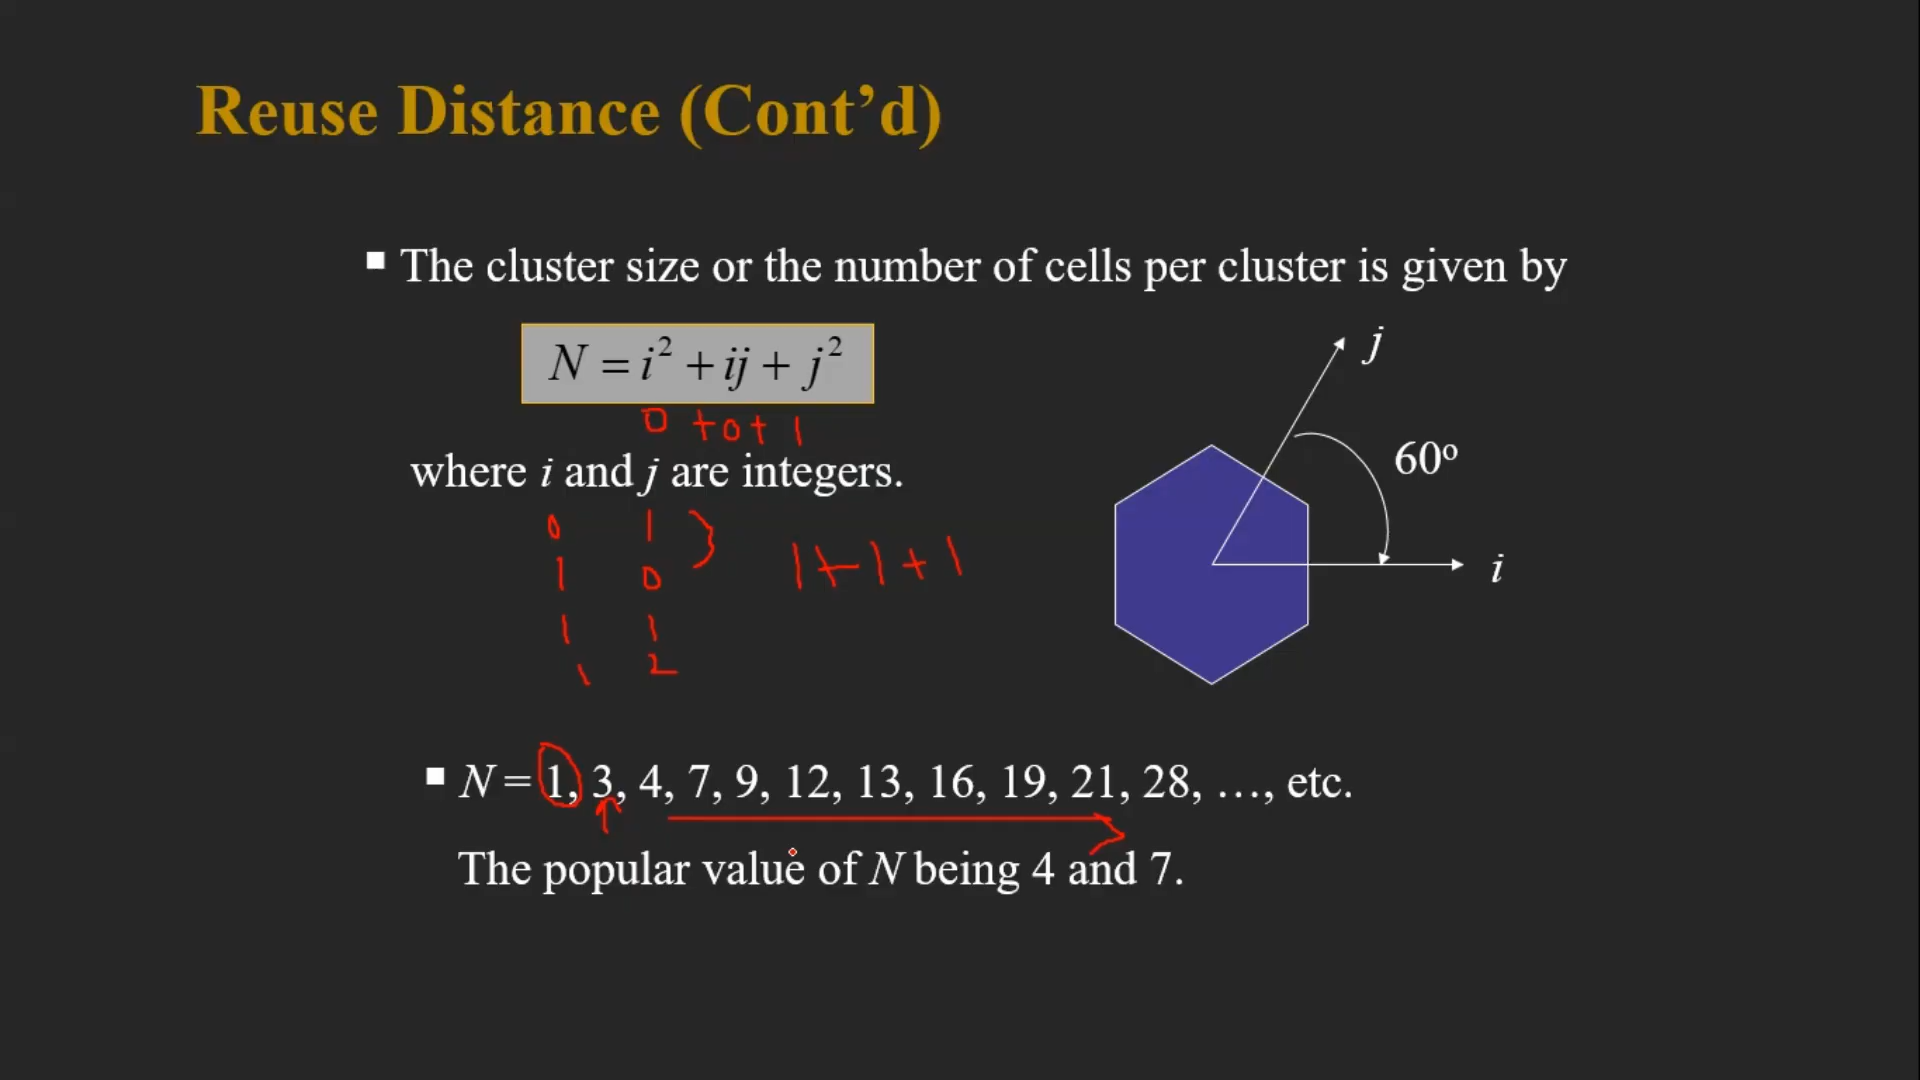 Reuse Distance (Cont’d)
▪ The cluster size or the number of cells per cluster is given by
N = i² + ij + j²
0 + 0 + 1
where i and j are integers.
0 1 }
1 0
1 1
1 2
1 + 1 + 1
j
60º
i
▪ N = 1, 3, 4, 7, 9, 12, 13, 16, 19, 21, 28, …, etc.
The popular value of N being 4 and 7.